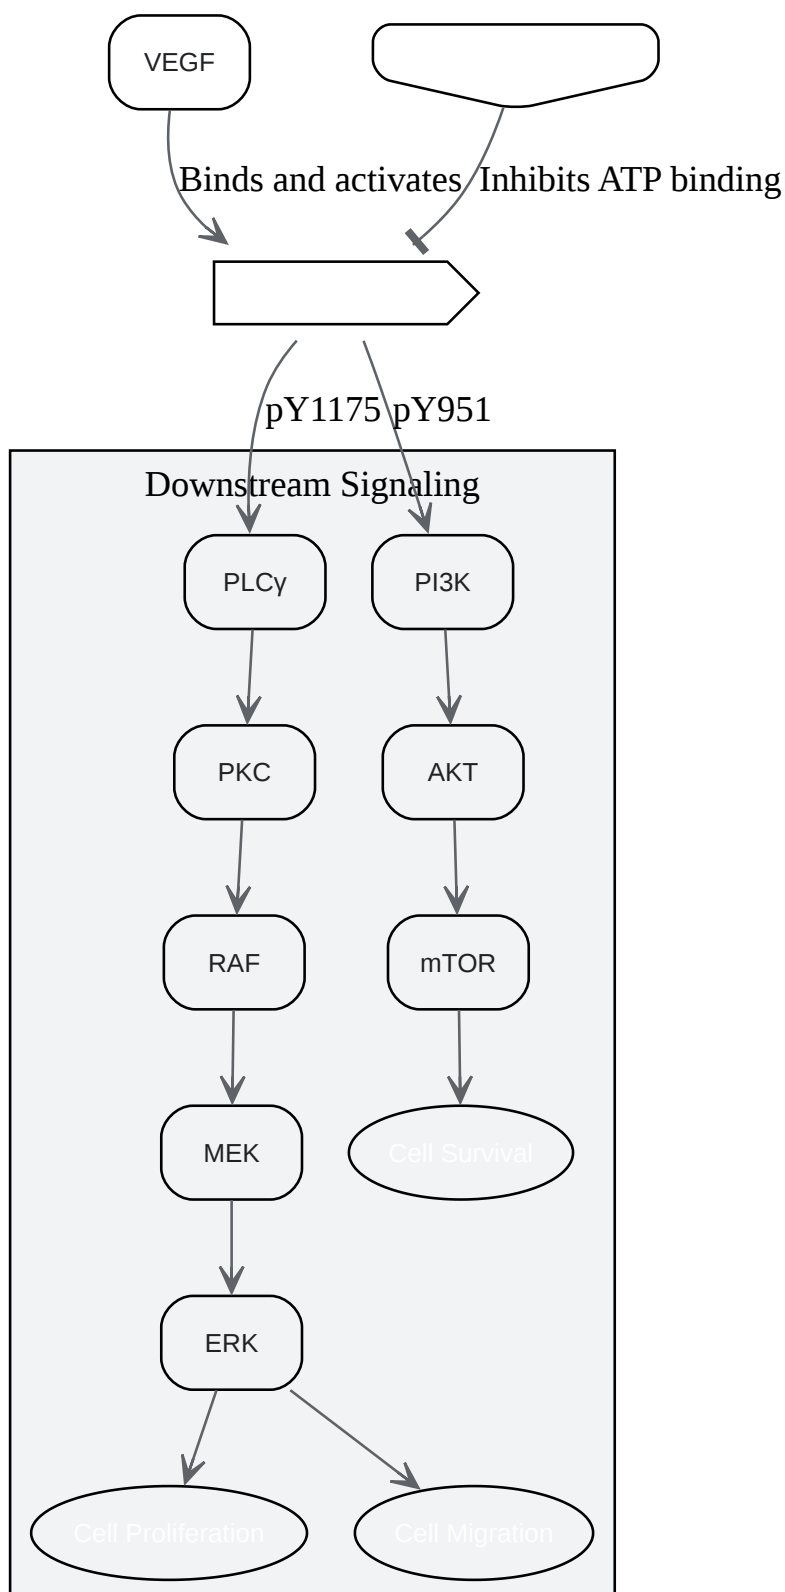 VEGF
Binds and activates
Inhibits ATP binding
pY1175
pY951
Downstream Signaling
PLCγ
PI3K
PKC
AKT
RAF
mTOR
MEK
Cell Survival
ERK
Cell Proliferation
Cell Migration